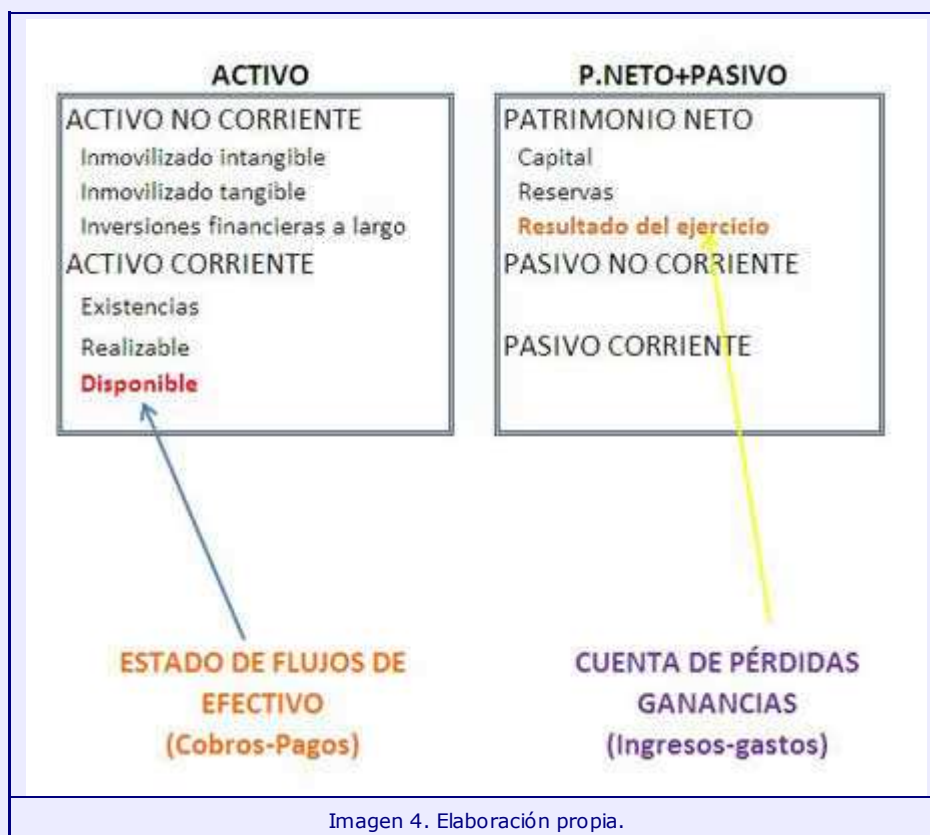 ACTIVO
ACTIVO NO CORRIENTE
Inmovilizado intangible
Inmovilizado tangible
Inversiones financieras a largo
ACTIVO CORRIENTE
Existencias
Realizable
Disponible
P.NETO+PASIVO
PATRIMONIO NETO
Capital
Reservas
Resultado del ejercicio
PASIVO NO CORRIENTE
PASIVO CORRIENTE
ESTADO DE FLUJOS DE
EFECTIVO
(Cobros-Pagos)
CUENTA DE PÉRDIDAS
GANANCIAS
(Ingresos-gastos)
Imagen 4. Elaboración propia.